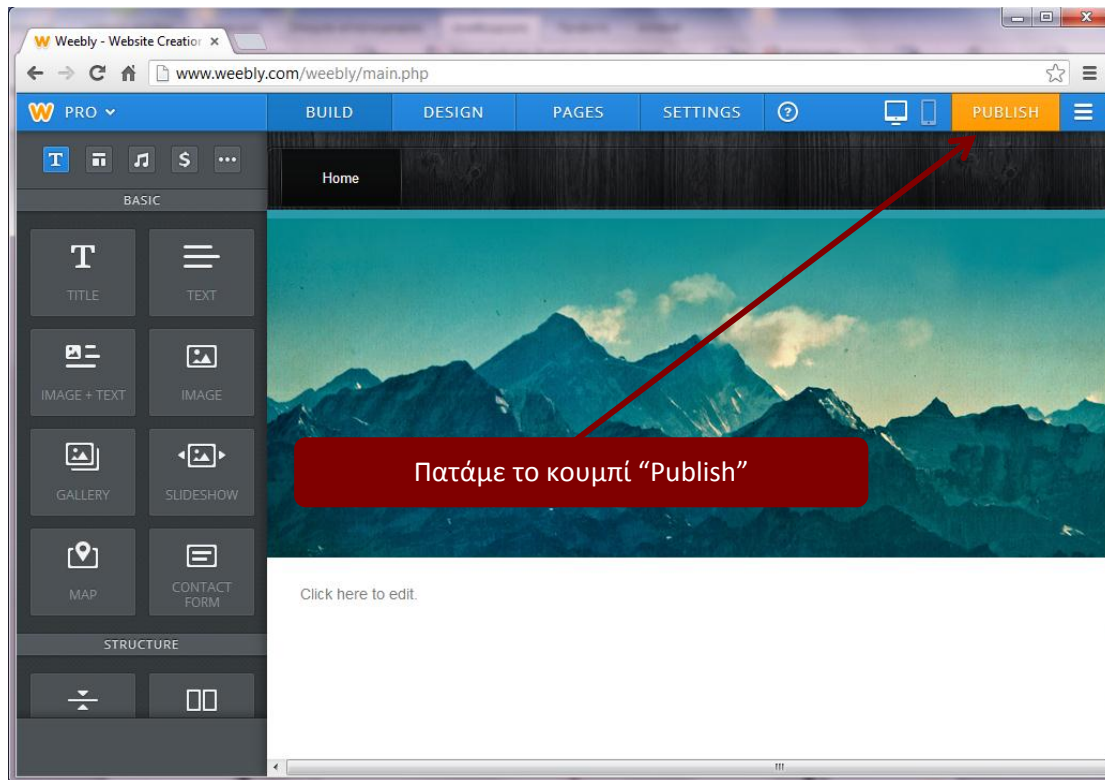 Weebly - Website Creation
www.weebly.com/weebly/main.php
PRO
BUILD
DESIGN
PAGES
SETTINGS
PUBLISH
Home
BASIC
TITLE
TEXT
IMAGE + TEXT
IMAGE
GALLERY
SLIDESHOW
MAP
CONTACT
FORM
STRUCTURE
Πατάμε το κουμπί “Publish”
Click here to edit.